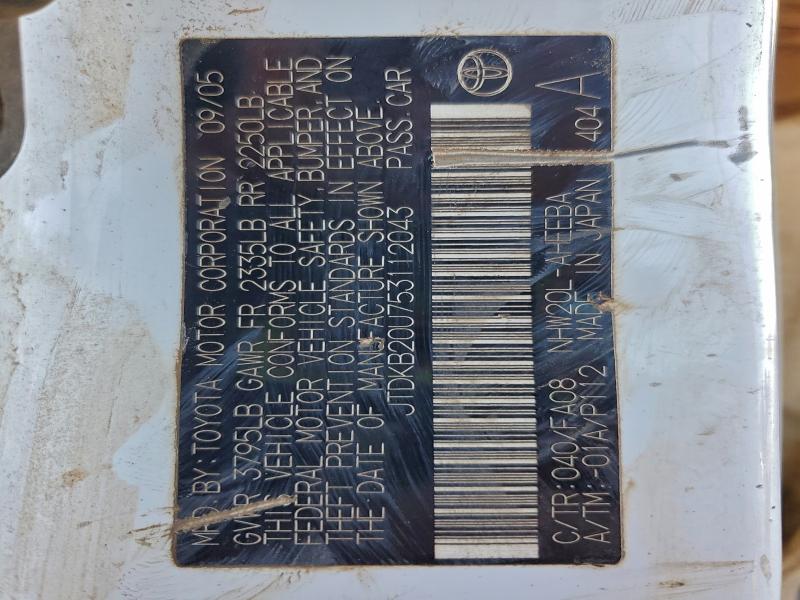 MFD BY:TOYOTA MOTOR CORPORATION 09/05
GVWR 3795LB GAWR FR 2335LB RR 2250LB
THIS VEHICLE CONFORMS TO ALL APPLICABLE
FEDERAL MOTOR VEHICLE SAFETY, BUMPER, AND
THEFT PREVENTION STANDARDS IN EFFECT ON
THE DATE OF MANUFACTURE SHOWN ABOVE.
JTDKB20U753112043 PASS.CAR
C/TR:040/FA08 NHW20L-AHEEBA
A/TM:-01A/P112 MADE IN JAPAN 404 A